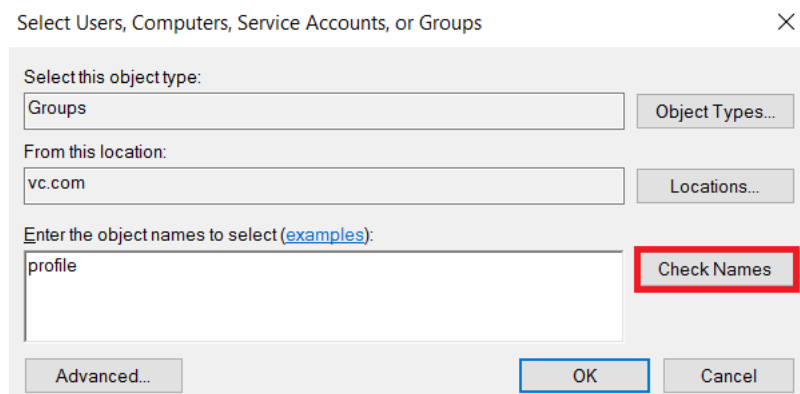 Select Users, Computers, Service Accounts, or Groups
Select this object type:
Groups
Object Types...
From this location:
vc.com
Locations...
Enter the object names to select (examples):
profile
Check Names
Advanced...
OK
Cancel